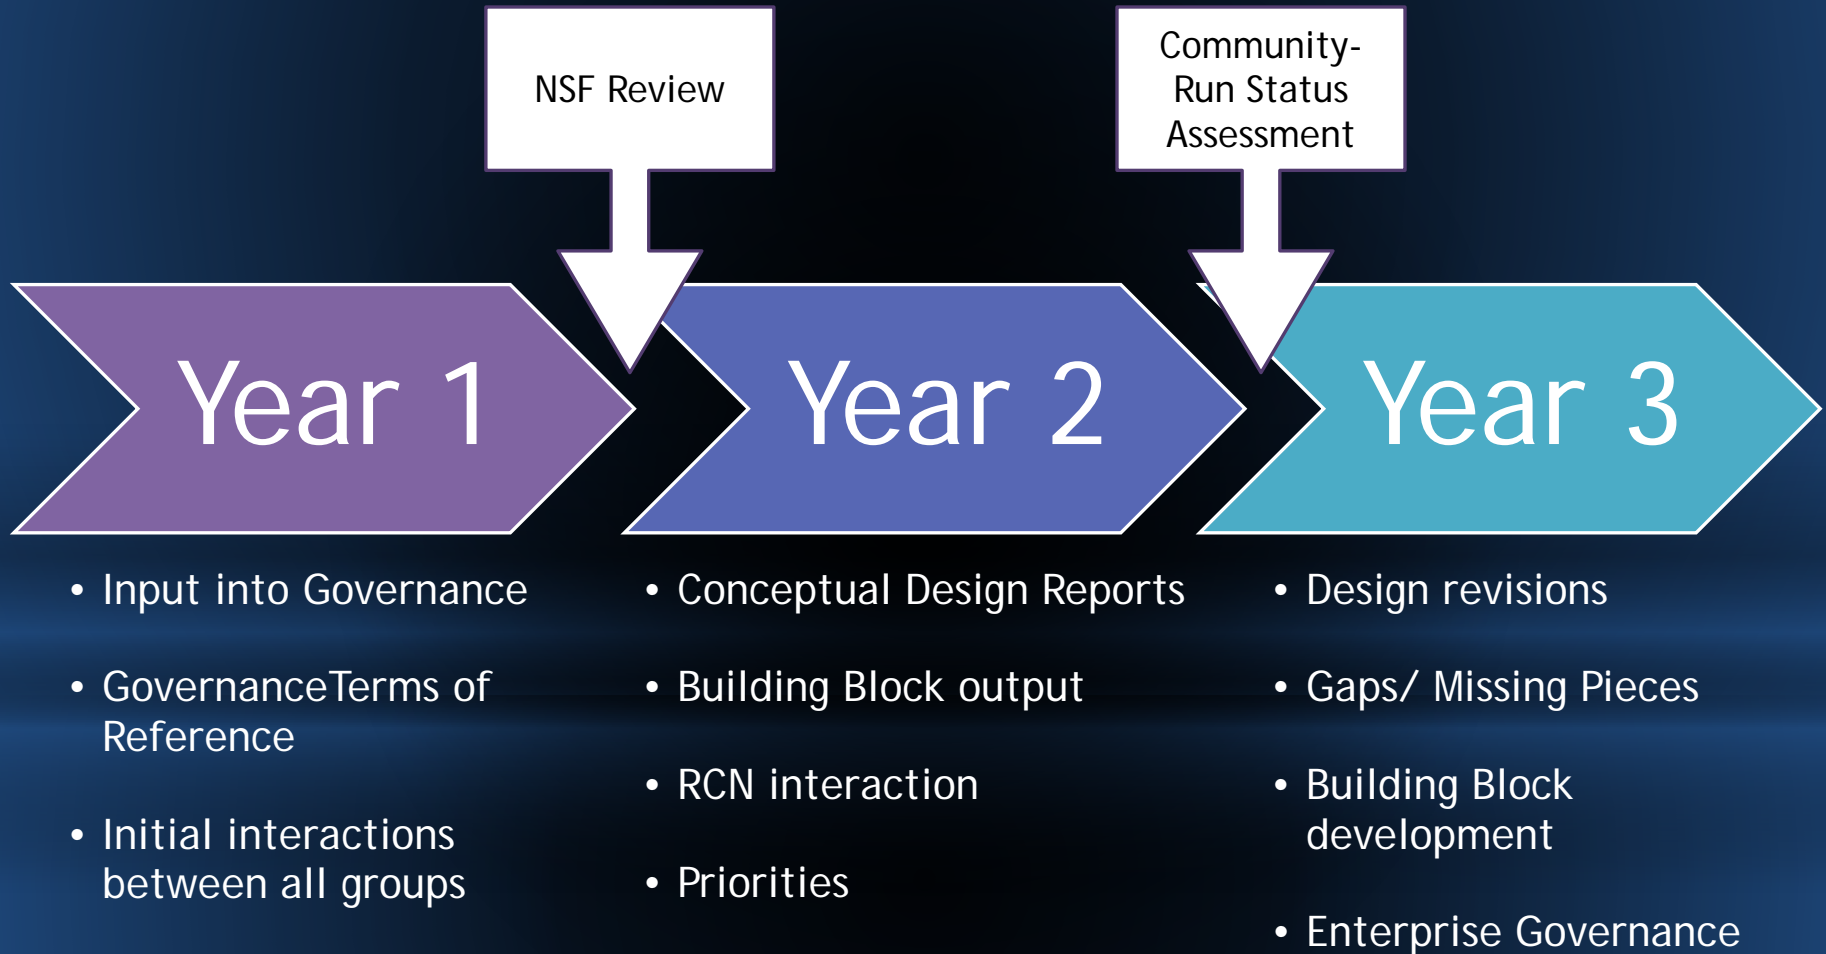 NSF Review
Community-
Run Status
Assessment
Year 1
Year 2
Year 3
• Input into Governance
• GovernanceTerms of
Reference
• Initial interactions
between all groups
• Conceptual Design Reports
• Building Block output
• RCN interaction
• Priorities
• Design revisions
• Gaps/ Missing Pieces
• Building Block
development
• Enterprise Governance